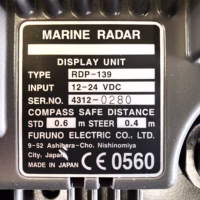 MARINE RADAR
DISPLAY UNIT
TYPE RDP-139
INPUT 12-24 VDC
SER.NO. 4312-0280
COMPASS SAFE DISTANCE
STD 0.6 m STEER 0.4 m
FURUNO ELECTRIC CO., LTD.
9-52 Ashihara-Cho, Nishinomiya
City, Japan
MADE IN JAPAN CE0560